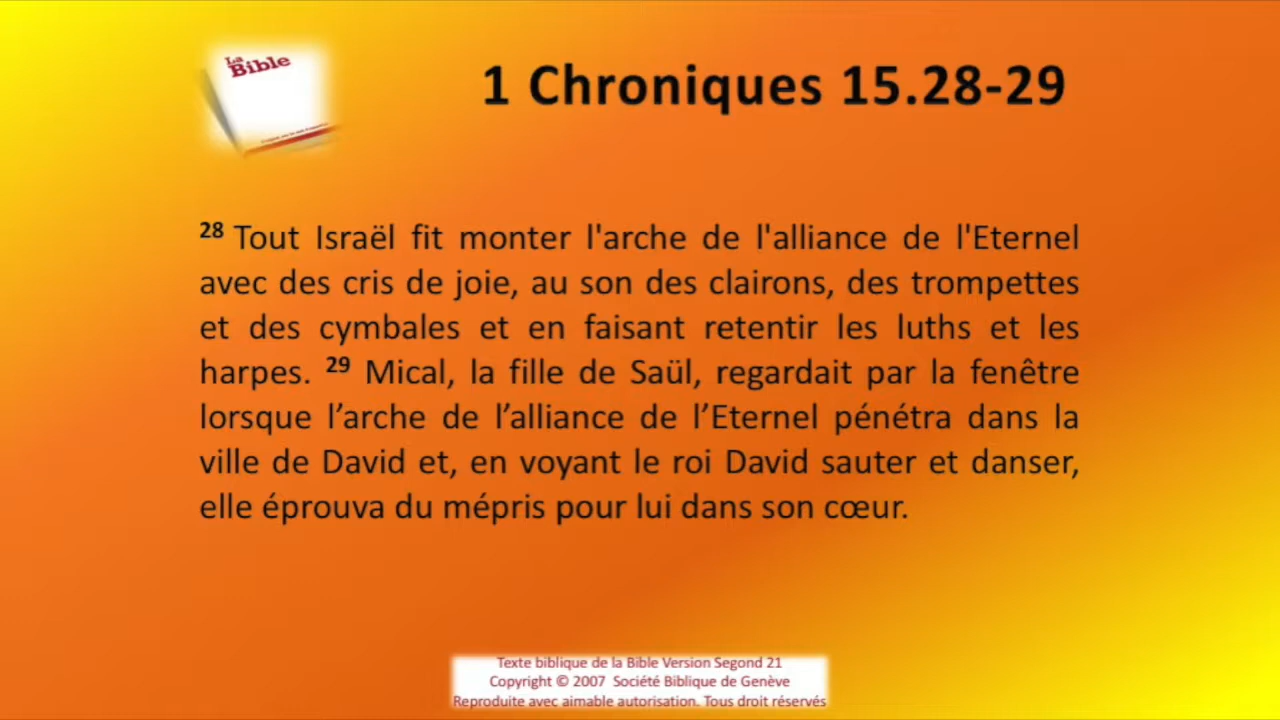 La
Bible
1 Chroniques 15.28-29
28 Tout Israël fit monter l'arche de l'alliance de l'Eternel
avec des cris de joie, au son des clairons, des trompettes
et des cymbales et en faisant retentir les luths et les
harpes. 29 Mical, la fille de Saül, regardait par la fenêtre
lorsque l’arche de l’alliance de l’Eternel pénétra dans la
ville de David et, en voyant le roi David sauter et danser,
elle éprouva du mépris pour lui dans son cœur.
Texte biblique de la Bible Version Segond 21
Copyright © 2007 Société Biblique de Genève
Reproduite avec aimable autorisation. Tous droit réservés